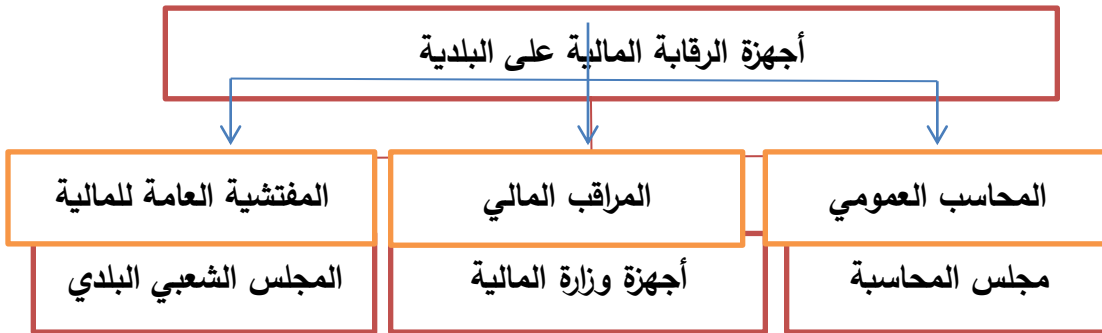 أجهزة الرقابة المالية على البلدية
المحاسب العمومي
المراقب المالي
المفتشية العامة للمالية
مجلس المحاسبة
أجهزة وزارة المالية
المجلس الشعبي البلدي